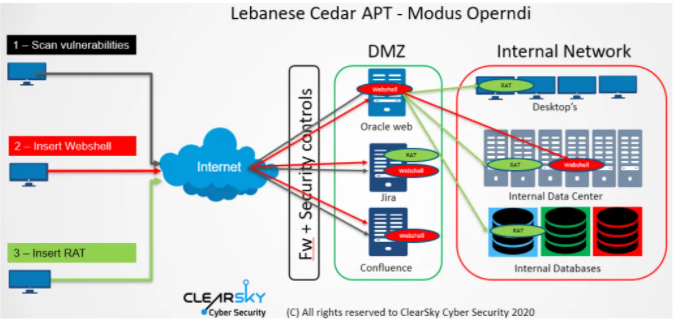 Lebanese Cedar APT - Modus Operndi
1 – Scan vulnerabilities
2 – Insert Webshell
3 – Insert RAT
Internet
Fw + Security controls
DMZ
Webshell
Oracle web
RAT
Webshell
Jira
Webshell
Confluence
Internal Network
RAT
Desktop's
RAT
Webshell
Internal Data Center
RAT
Internal Databases
CLEARSKY
Cyber Security
(C) All rights reserved to ClearSky Cyber Security 2020